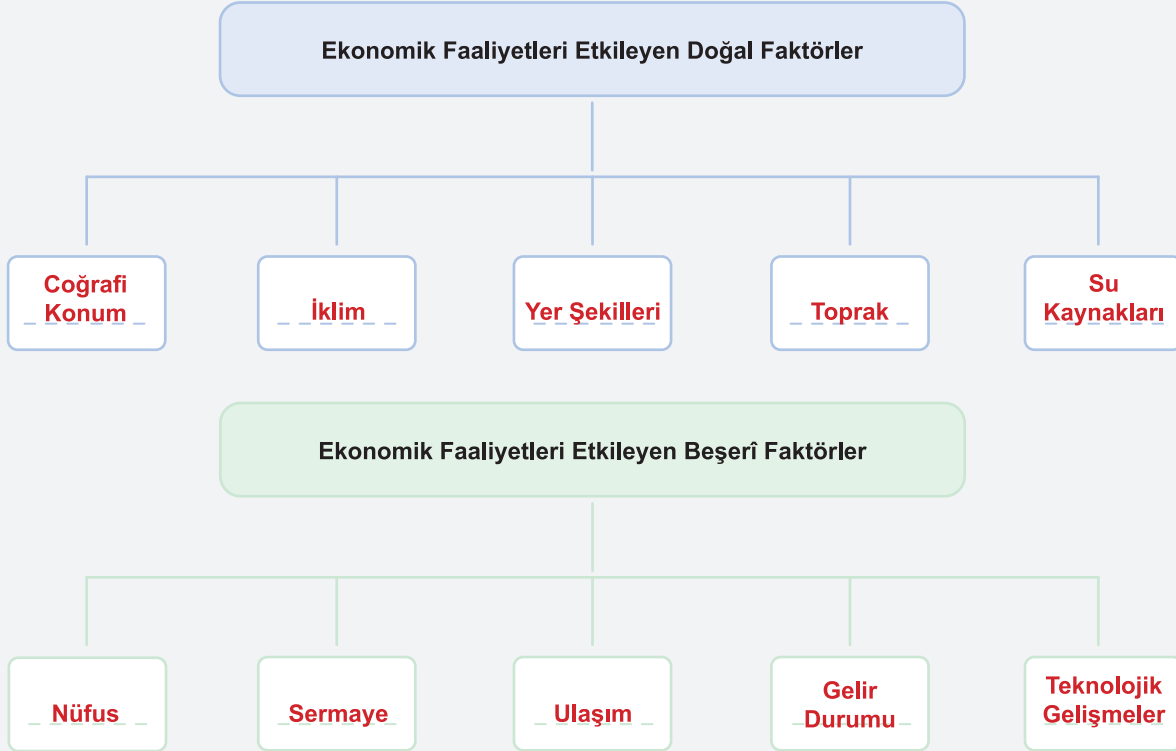 Ekonomik Faaliyetleri Etkileyen Doğal Faktörler
Coğrafi
Konum
İklim
Yer Şekilleri
Toprak
Su
Kaynakları
Ekonomik Faaliyetleri Etkileyen Beşerî Faktörler
Nüfus
Sermaye
Ulaşım
Gelir
Durumu
Teknolojik
Gelişmeler